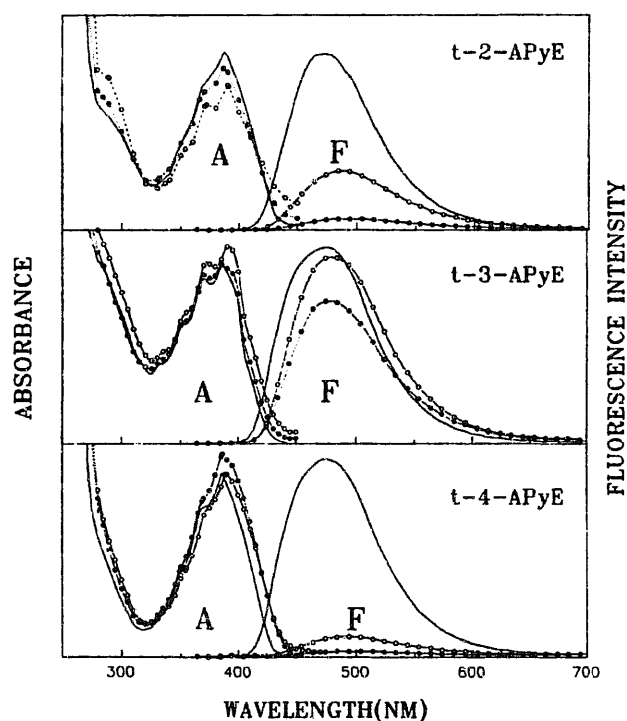 t-2-APyE
A
F
t-3-APyE
A
F
t-4-APyE
A
F
ABSORBANCE
FLUORESCENCE INTENSITY
300 400 500 600 700
WAVELENGTH(NM)